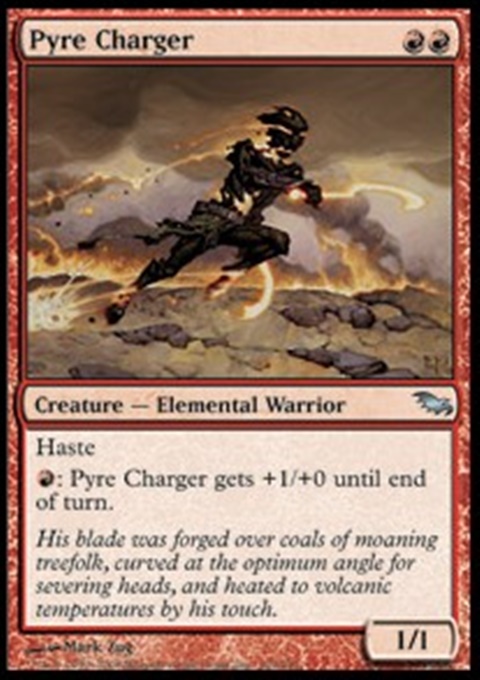 Pyre Charger
Creature — Elemental Warrior
Haste
: Pyre Charger gets +1/+0 until end
of turn.
His blade was forged over coals of moaning
treefolk, curved at the optimum angle for
severing heads, and heated to volcanic
temperatures by his touch.
Mark Zug
1/1